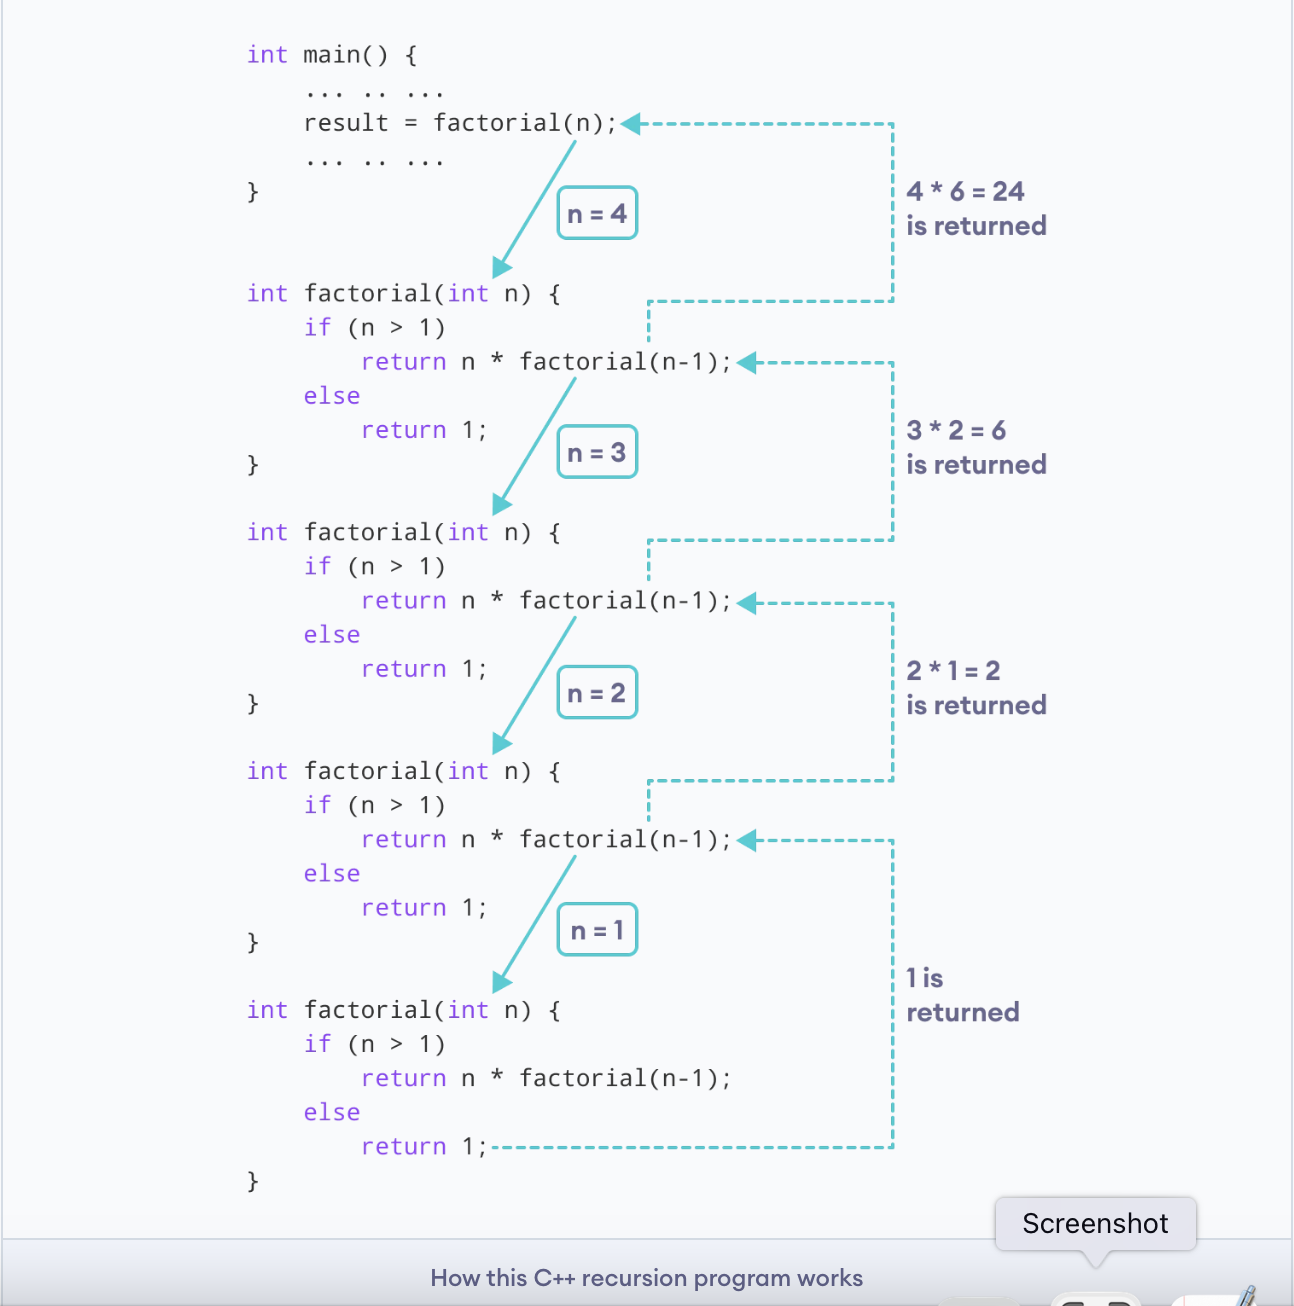 int main() {
... .. ...
result = factorial(n);
... .. ...
}
n = 4
4 * 6 = 24
is returned
int factorial(int n) {
if (n > 1)
return n * factorial(n-1);
else
return 1;
}
n = 3
3 * 2 = 6
is returned
int factorial(int n) {
if (n > 1)
return n * factorial(n-1);
else
return 1;
}
n = 2
2 * 1 = 2
is returned
int factorial(int n) {
if (n > 1)
return n * factorial(n-1);
else
return 1;
}
n = 1
1 is
returned
int factorial(int n) {
if (n > 1)
return n * factorial(n-1);
else
return 1;
}
Screenshot
How this C++ recursion program works